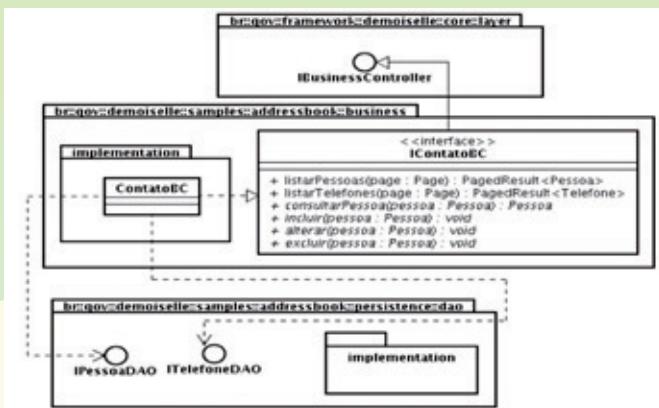 br::gov::framework::demoiselle::core::layer
IBusinessController
br::gov::demoiselle::samples::addressbook::business
implementation
ContatoBC
<<interface>>
IContatoBC
+ listarPessoas(page : Page) : PagedResult<Pessoa>
+ listarTelefones(page : Page) : PagedResult<Telefone>
+ consultarPessoa(pessoa : Pessoa) : Pessoa
+ incluir(pessoa : Pessoa) : void
+ alterar(pessoa : Pessoa) : void
+ excluir(pessoa : Pessoa) : void
br::gov::demoiselle::samples::addressbook::persistence::dao
IPessoaDAO
ITelefoneDAO
implementation